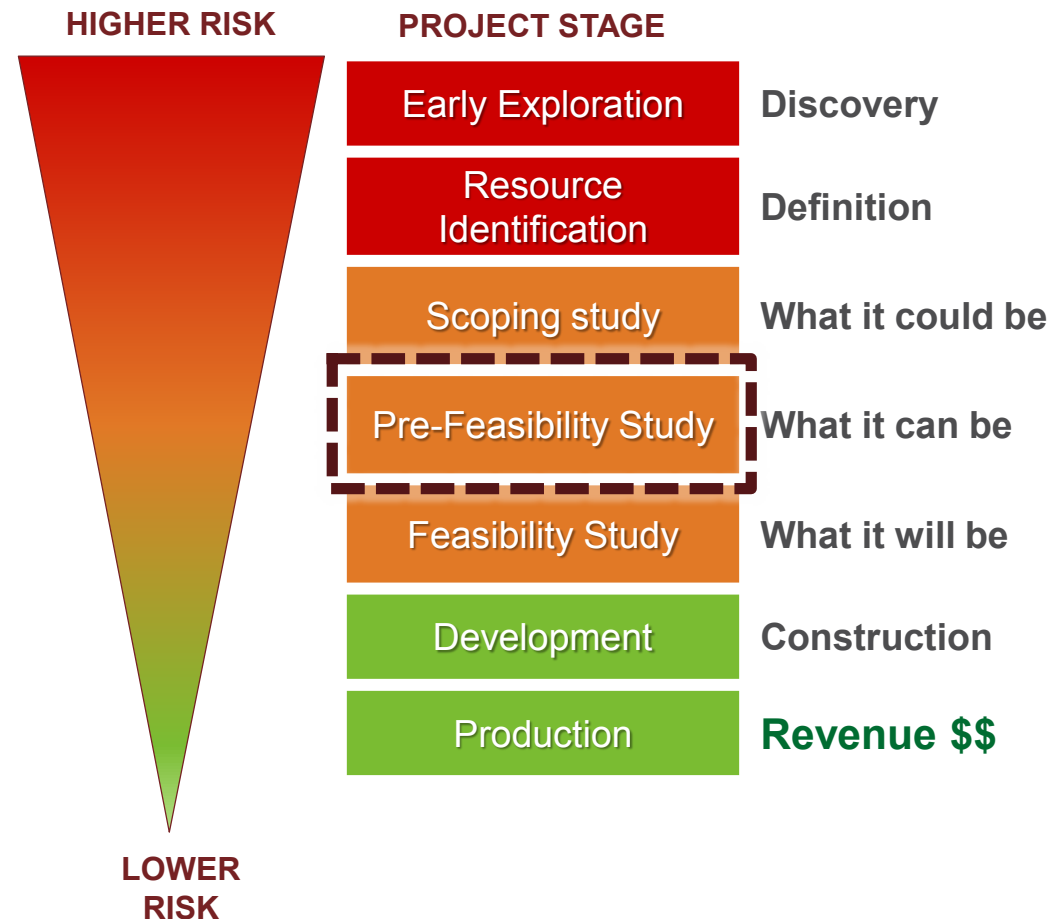 HIGHER RISK
PROJECT STAGE
Early Exploration
Discovery
Resource
Identification
Definition
Scoping study
What it could be
Pre-Feasibility Study
What it can be
Feasibility Study
What it will be
Development
Construction
Production
Revenue $$
LOWER
RISK